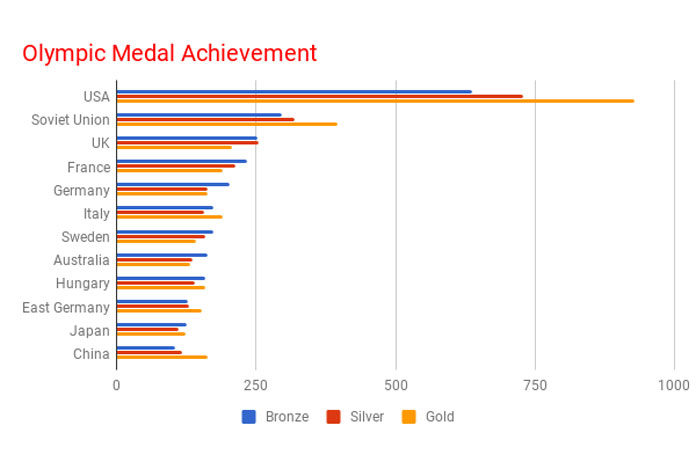 Olympic Medal Achievement
USA
Soviet Union
UK
France
Germany
Italy
Sweden
Australia
Hungary
East Germany
Japan
China
0 250 500 750 1000
Bronze Silver Gold